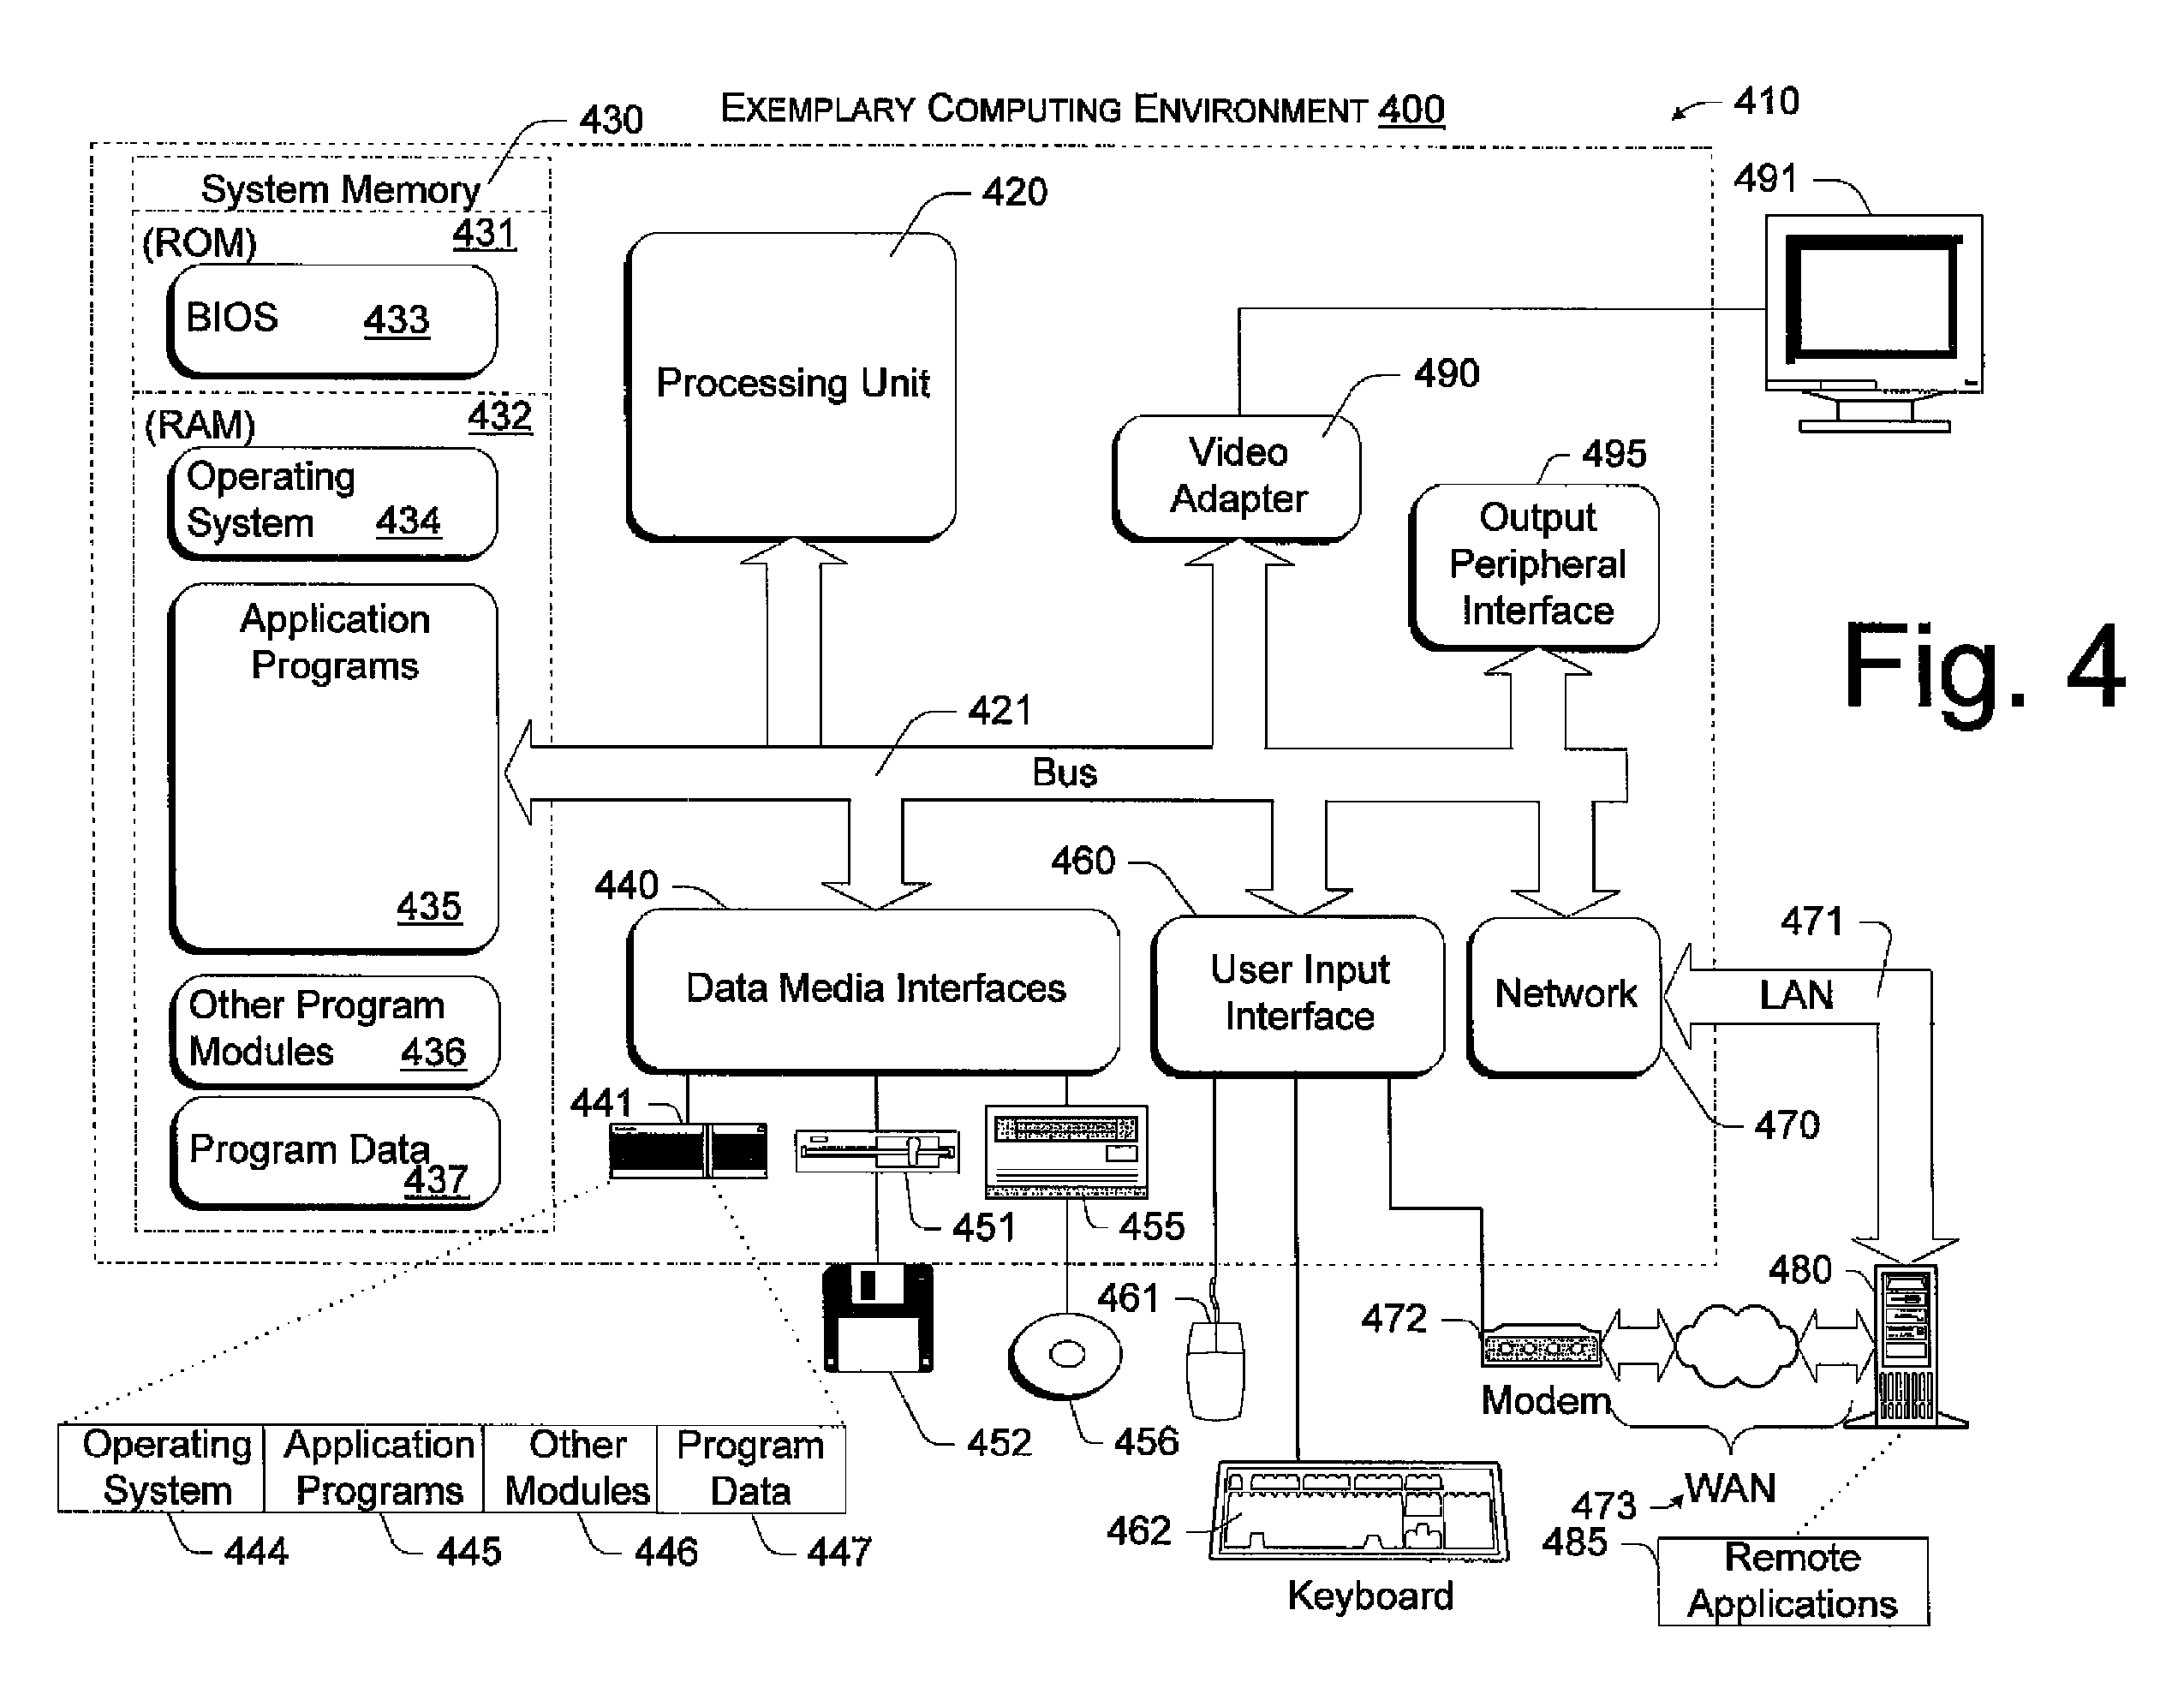 EXEMPLARY COMPUTING ENVIRONMENT 400
410
430
System Memory
(ROM) 431
BIOS 433
(RAM) 432
Operating
System 434
Application
Programs
435
Other Program
Modules 436
Program Data
437
420
Processing Unit
491
490
Video
Adapter
495
Output
Peripheral
Interface
Fig. 4
421
Bus
440
Data Media Interfaces
460
User Input
Interface
Network
471
LAN
470
441
451
455
452
456
461
472
Modem
480
WAN
473
462
Keyboard
485
Remote
Applications
Operating
System
Application
Programs
Other
Modules
Program
Data
444
445
446
447